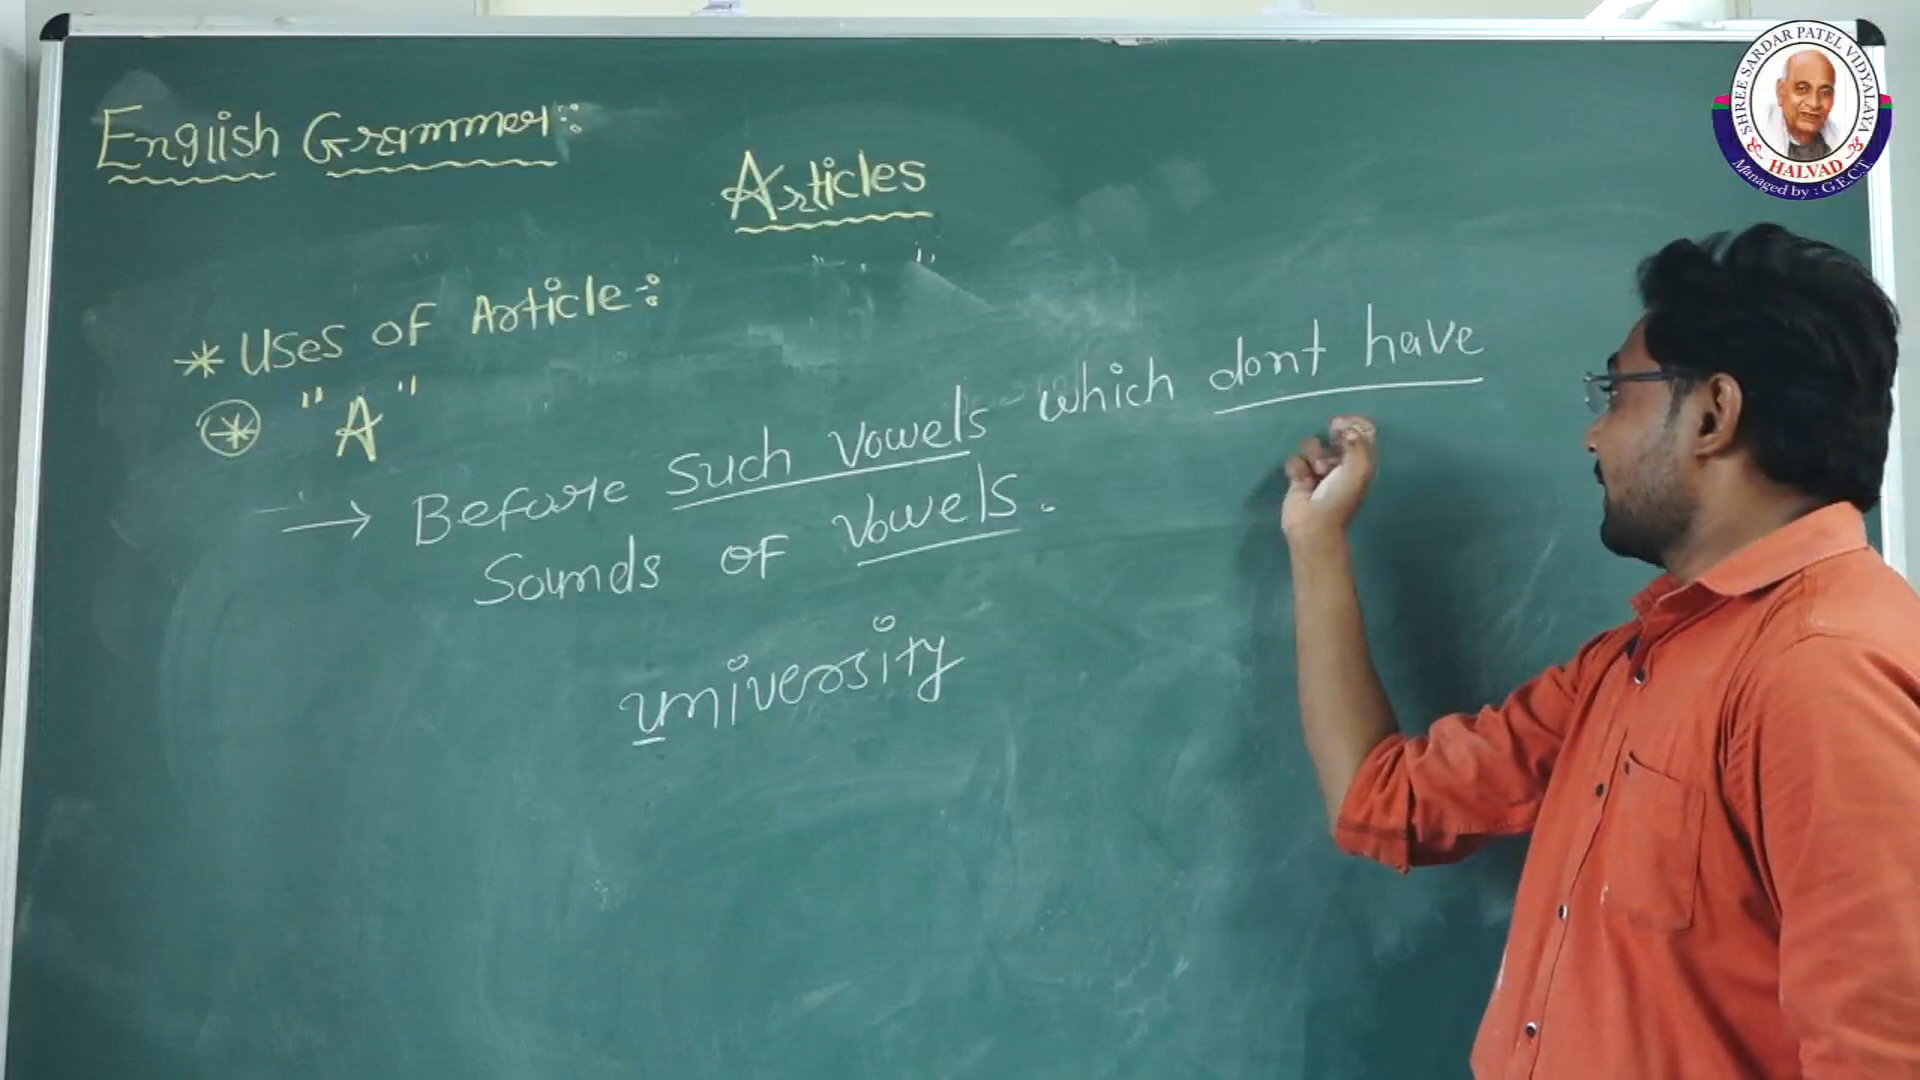 English Grammer:
Articles
* Uses of Article:-
* "A"
→ Before such vowels which dont have
Sounds of vowels.
university
SHREE SARDAR PATEL VIDYALAYA
HALVAD
Managed by : G.E.C.T.